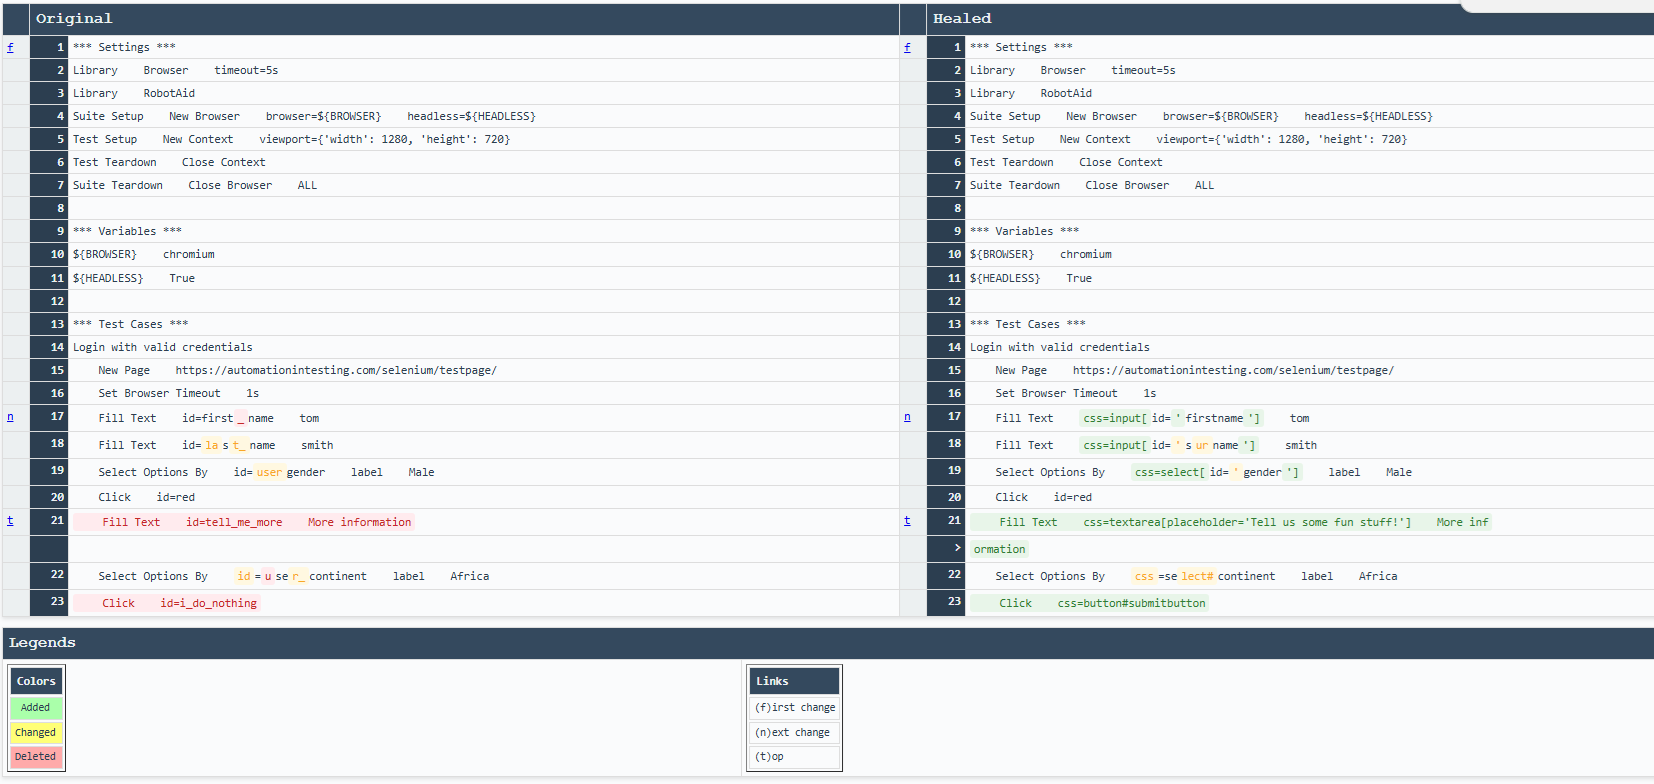 Original
f 1 *** Settings ***
2 Library    Browser    timeout=5s
3 Library    RobotAid
4 Suite Setup    New Browser    browser=${BROWSER}    headless=${HEADLESS}
5 Test Setup    New Context    viewport={'width': 1280, 'height': 720}
6 Test Teardown    Close Context
7 Suite Teardown    Close Browser    ALL
8
9 *** Variables ***
10 ${BROWSER}    chromium
11 ${HEADLESS}    True
12
13 *** Test Cases ***
14 Login with valid credentials
15     New Page    https://automationintesting.com/selenium/testpage/
16     Set Browser Timeout    1s
n 17     Fill Text    id=first_name    tom
18     Fill Text    id=last_name    smith
19     Select Options By    id=usergender    label    Male
20     Click    id=red
t 21     Fill Text    id=tell_me_more    More information
22     Select Options By    id=user_continent    label    Africa
23     Click    id=i_do_nothing
Healed
f 1 *** Settings ***
2 Library    Browser    timeout=5s
3 Library    RobotAid
4 Suite Setup    New Browser    browser=${BROWSER}    headless=${HEADLESS}
5 Test Setup    New Context    viewport={'width': 1280, 'height': 720}
6 Test Teardown    Close Context
7 Suite Teardown    Close Browser    ALL
8
9 *** Variables ***
10 ${BROWSER}    chromium
11 ${HEADLESS}    True
12
13 *** Test Cases ***
14 Login with valid credentials
15     New Page    https://automationintesting.com/selenium/testpage/
16     Set Browser Timeout    1s
n 17     Fill Text    css=input[id='firstname']    tom
18     Fill Text    css=input[id='surname']    smith
19     Select Options By    css=select[id='gender']    label    Male
20     Click    id=red
t 21     Fill Text    css=textarea[placeholder='Tell us some fun stuff!']    More inf
> ormation
22     Select Options By    css=select#continent    label    Africa
23     Click    css=button#submitbutton
Legends
Colors
Added
Changed
Deleted
Links
(f)irst change
(n)ext change
(t)op